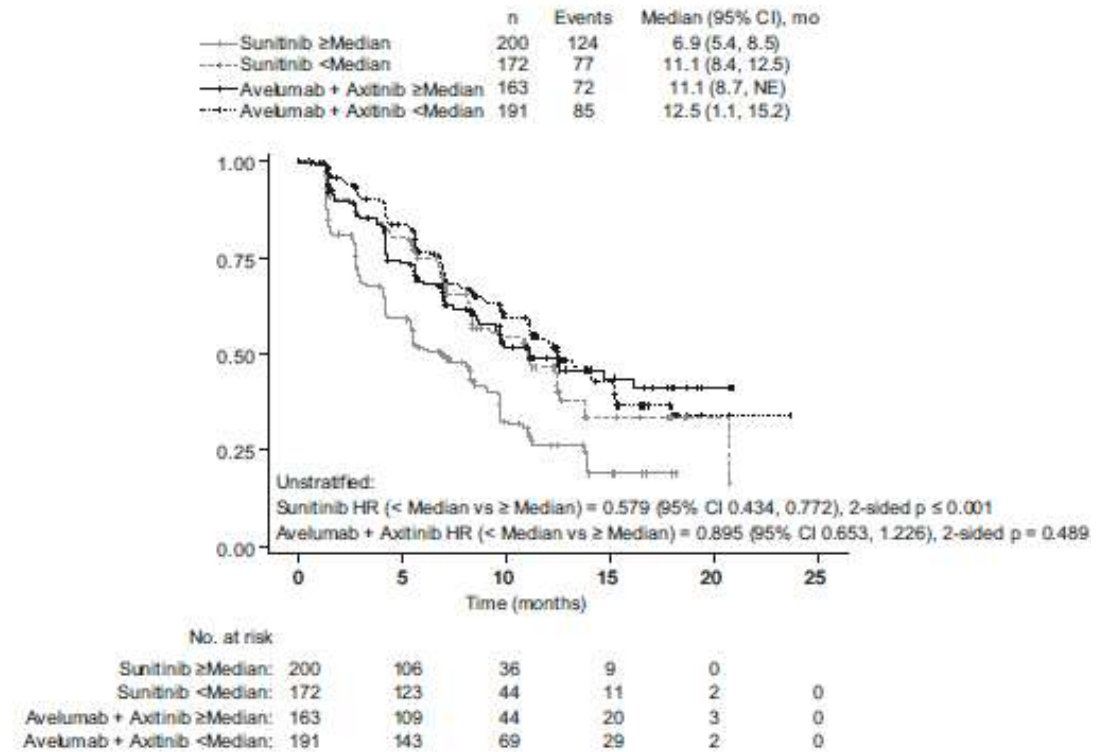 n Events Median (95% CI), mo
Sunitinib ≥Median 200 124 6.9 (5.4, 8.5)
Sunitinib <Median 172 77 11.1 (8.4, 12.5)
Avelumab + Axitinib ≥Median 163 72 11.1 (8.7, NE)
Avelumab + Axitinib <Median 191 85 12.5 (1.1, 15.2)
1.00
0.75
0.50
0.25
Unstratified:
Sunitinib HR (< Median vs ≥ Median) = 0.579 (95% CI 0.434, 0.772), 2-sided p ≤ 0.001
Avelumab + Axitinib HR (< Median vs ≥ Median) = 0.895 (95% CI 0.653, 1.226), 2-sided p = 0.489
0.00
0 5 10 15 20 25
Time (months)
No. at risk
Sunitinib ≥Median: 200 106 36 9 0
Sunitinib <Median: 172 123 44 11 2 0
Avelumab + Axitinib ≥Median: 163 109 44 20 3 0
Avelumab + Axitinib <Median: 191 143 69 29 2 0